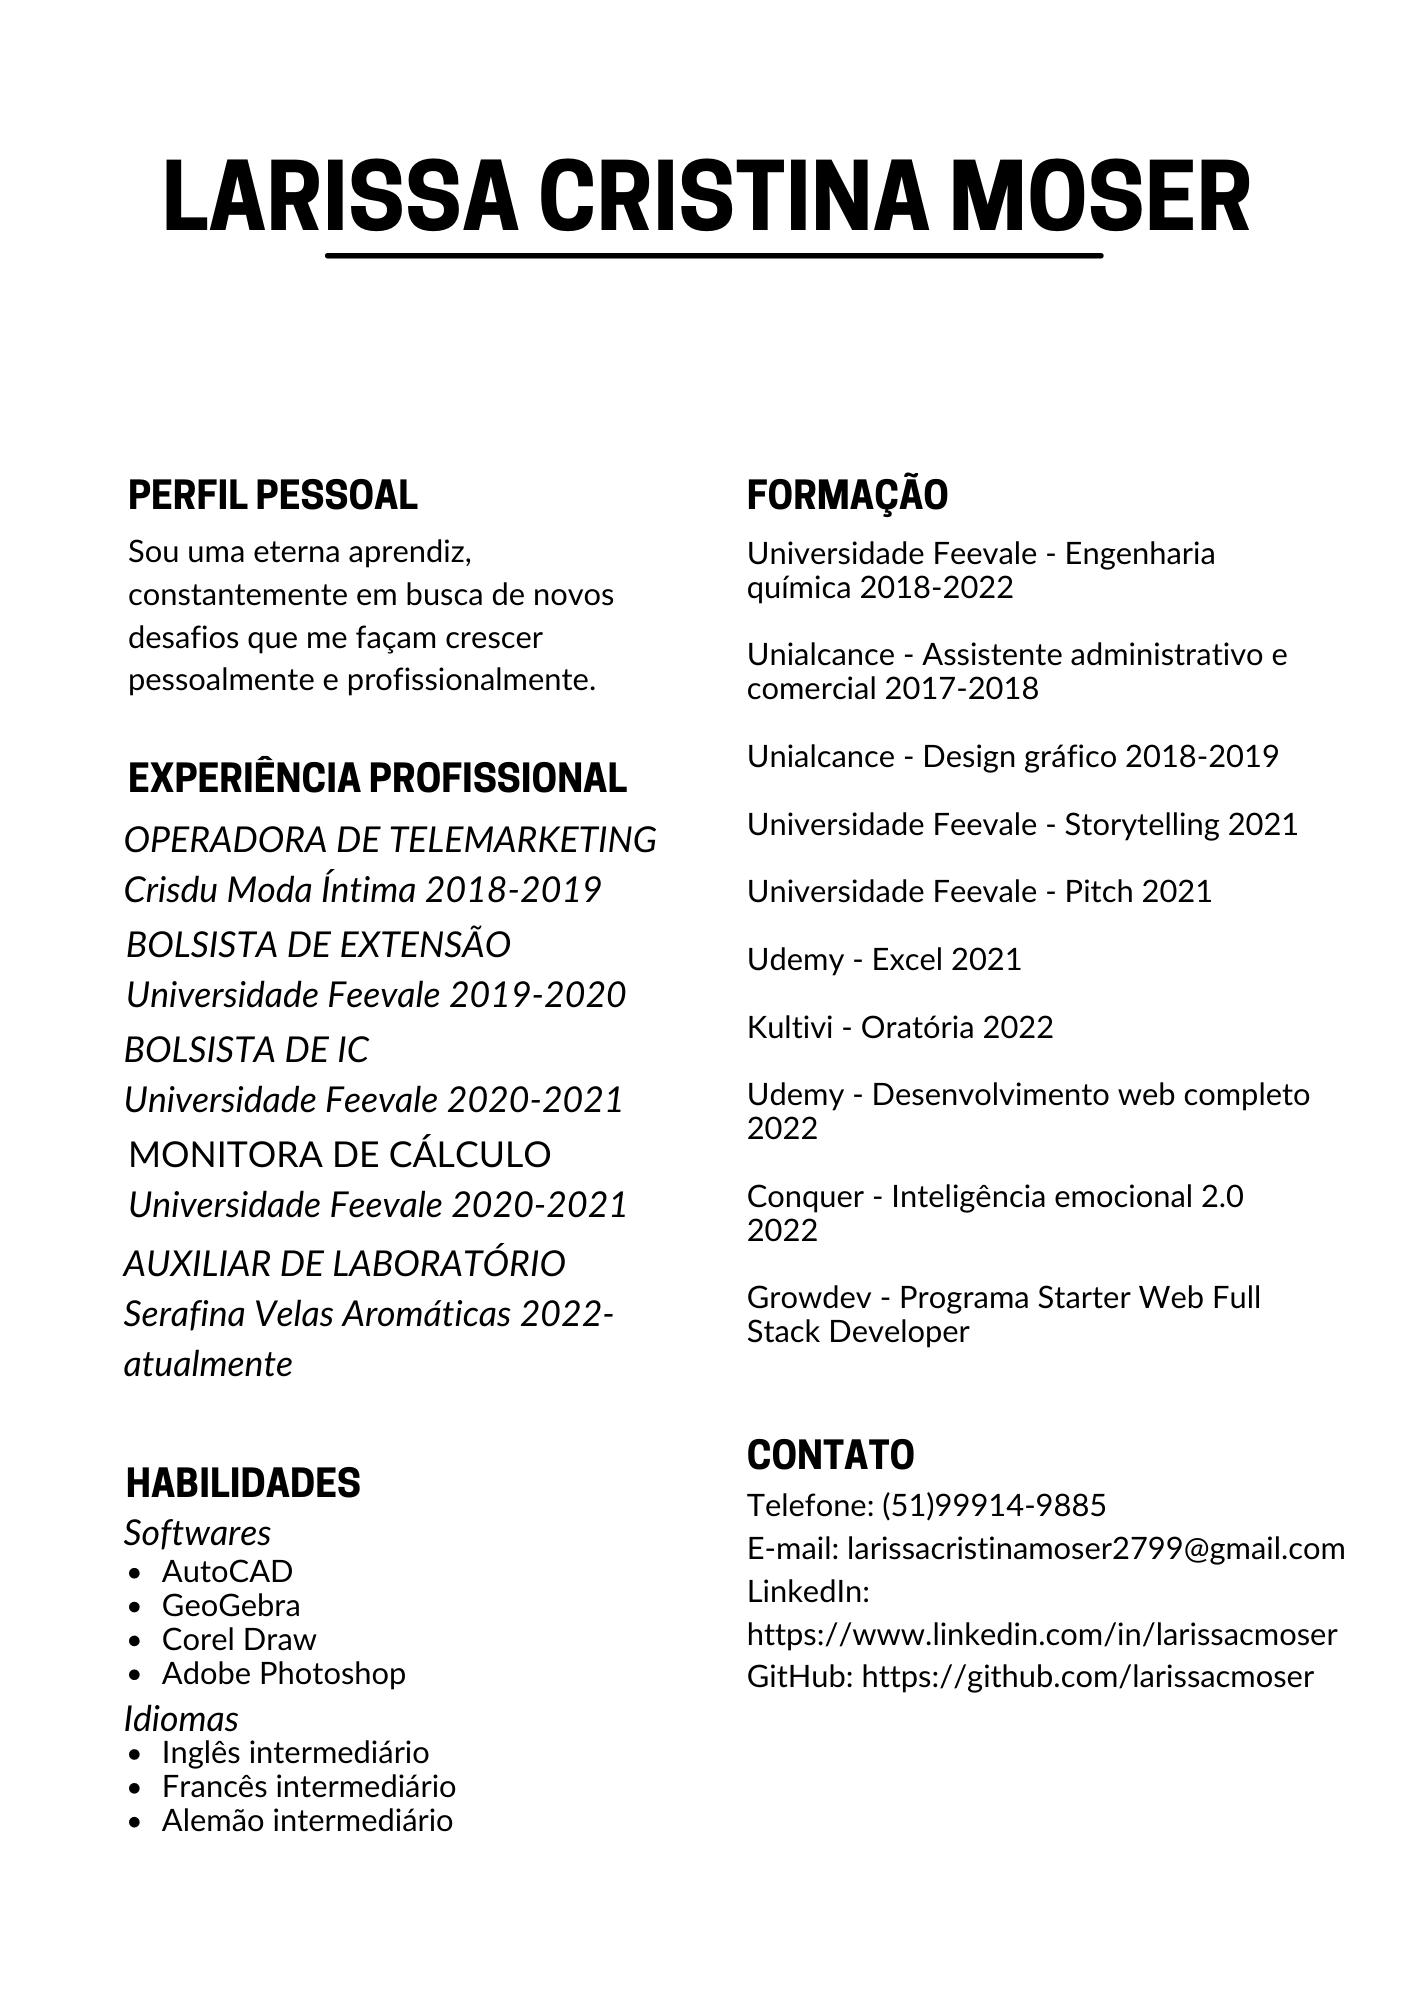 LARISSA CRISTINA MOSER
PERFIL PESSOAL
Sou uma eterna aprendiz,
constantemente em busca de novos
desafios que me façam crescer
pessoalmente e profissionalmente.
EXPERIÊNCIA PROFISSIONAL
OPERADORA DE TELEMARKETING
Crisdu Moda Íntima 2018-2019
BOLSISTA DE EXTENSÃO
Universidade Feevale 2019-2020
BOLSISTA DE IC
Universidade Feevale 2020-2021
MONITORA DE CÁLCULO
Universidade Feevale 2020-2021
AUXILIAR DE LABORATÓRIO
Serafina Velas Aromáticas 2022-
atualmente
HABILIDADES
Softwares
• AutoCAD
• GeoGebra
• Corel Draw
• Adobe Photoshop
Idiomas
• Inglês intermediário
• Francês intermediário
• Alemão intermediário
FORMAÇÃO
Universidade Feevale - Engenharia
química 2018-2022
Unialcance - Assistente administrativo e
comercial 2017-2018
Unialcance - Design gráfico 2018-2019
Universidade Feevale - Storytelling 2021
Universidade Feevale - Pitch 2021
Udemy - Excel 2021
Kultivi - Oratória 2022
Udemy - Desenvolvimento web completo
2022
Conquer - Inteligência emocional 2.0
2022
Growdev - Programa Starter Web Full
Stack Developer
CONTATO
Telefone: (51)99914-9885
E-mail: larissacristinamoser2799@gmail.com
LinkedIn:
https://www.linkedin.com/in/larissacmoser
GitHub: https://github.com/larissacmoser